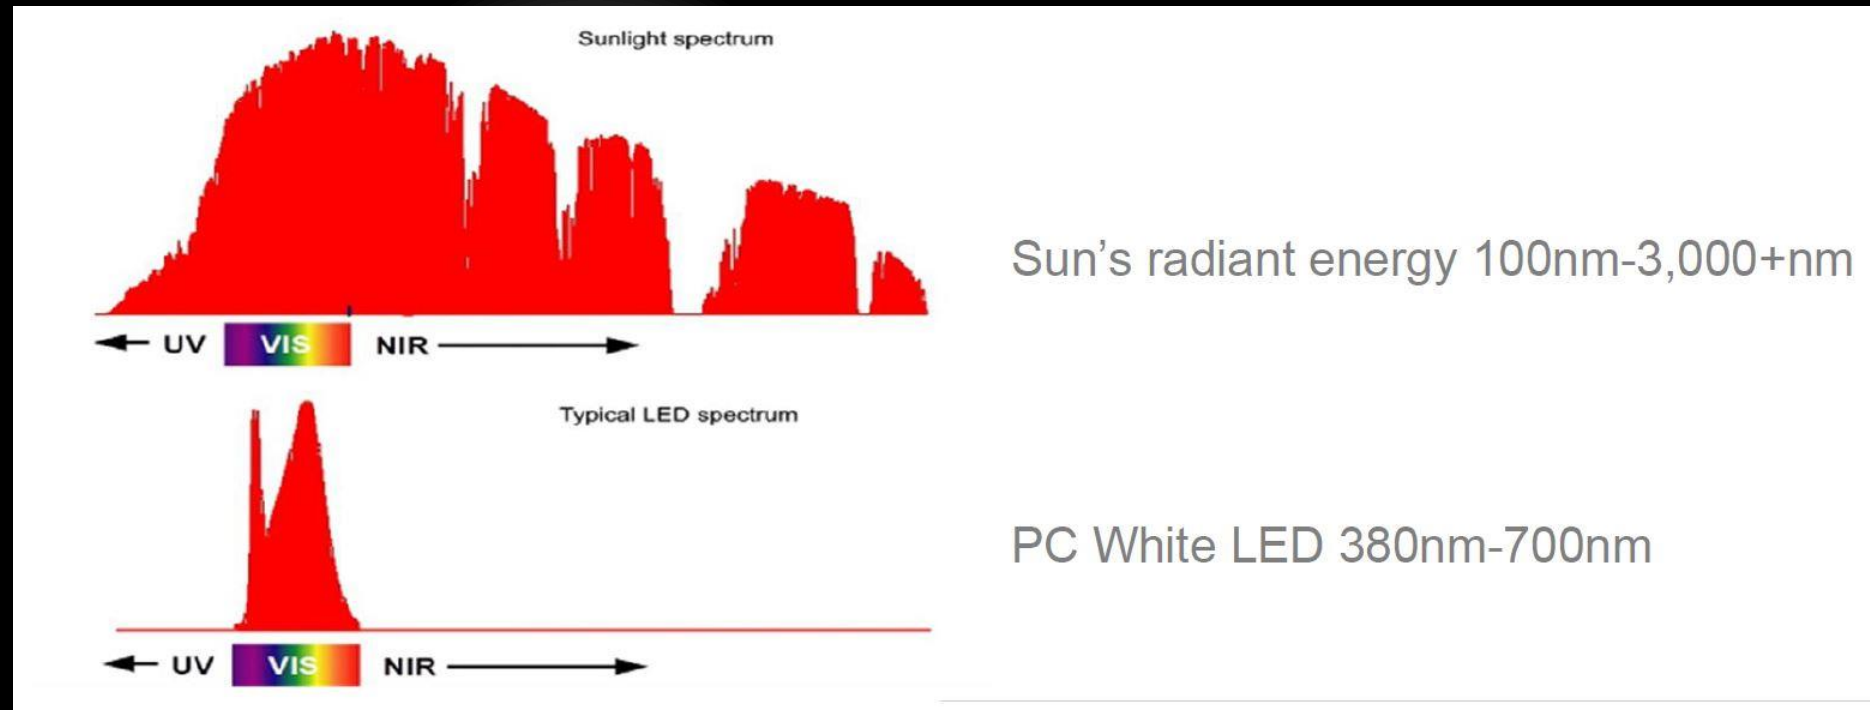 Sunlight spectrum
Sun’s radiant energy 100nm-3,000+nm
UV VIS NIR
Typical LED spectrum
PC White LED 380nm-700nm
UV VIS NIR